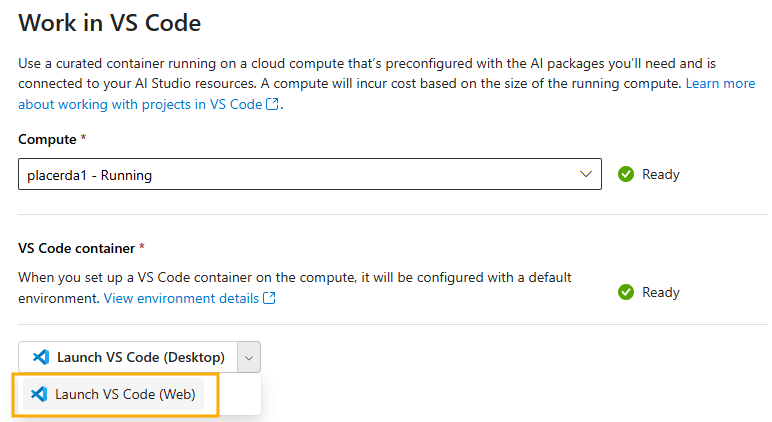 Work in VS Code
Use a curated container running on a cloud compute that's preconfigured with the AI packages you'll need and is
connected to your AI Studio resources. A compute will incur cost based on the size of the running compute. Learn more
about working with projects in VS Code.
Compute *
placerda1 - Running
Ready
VS Code container *
When you set up a VS Code container on the compute, it will be configured with a default
environment. View environment details
Ready
Launch VS Code (Desktop)
Launch VS Code (Web)